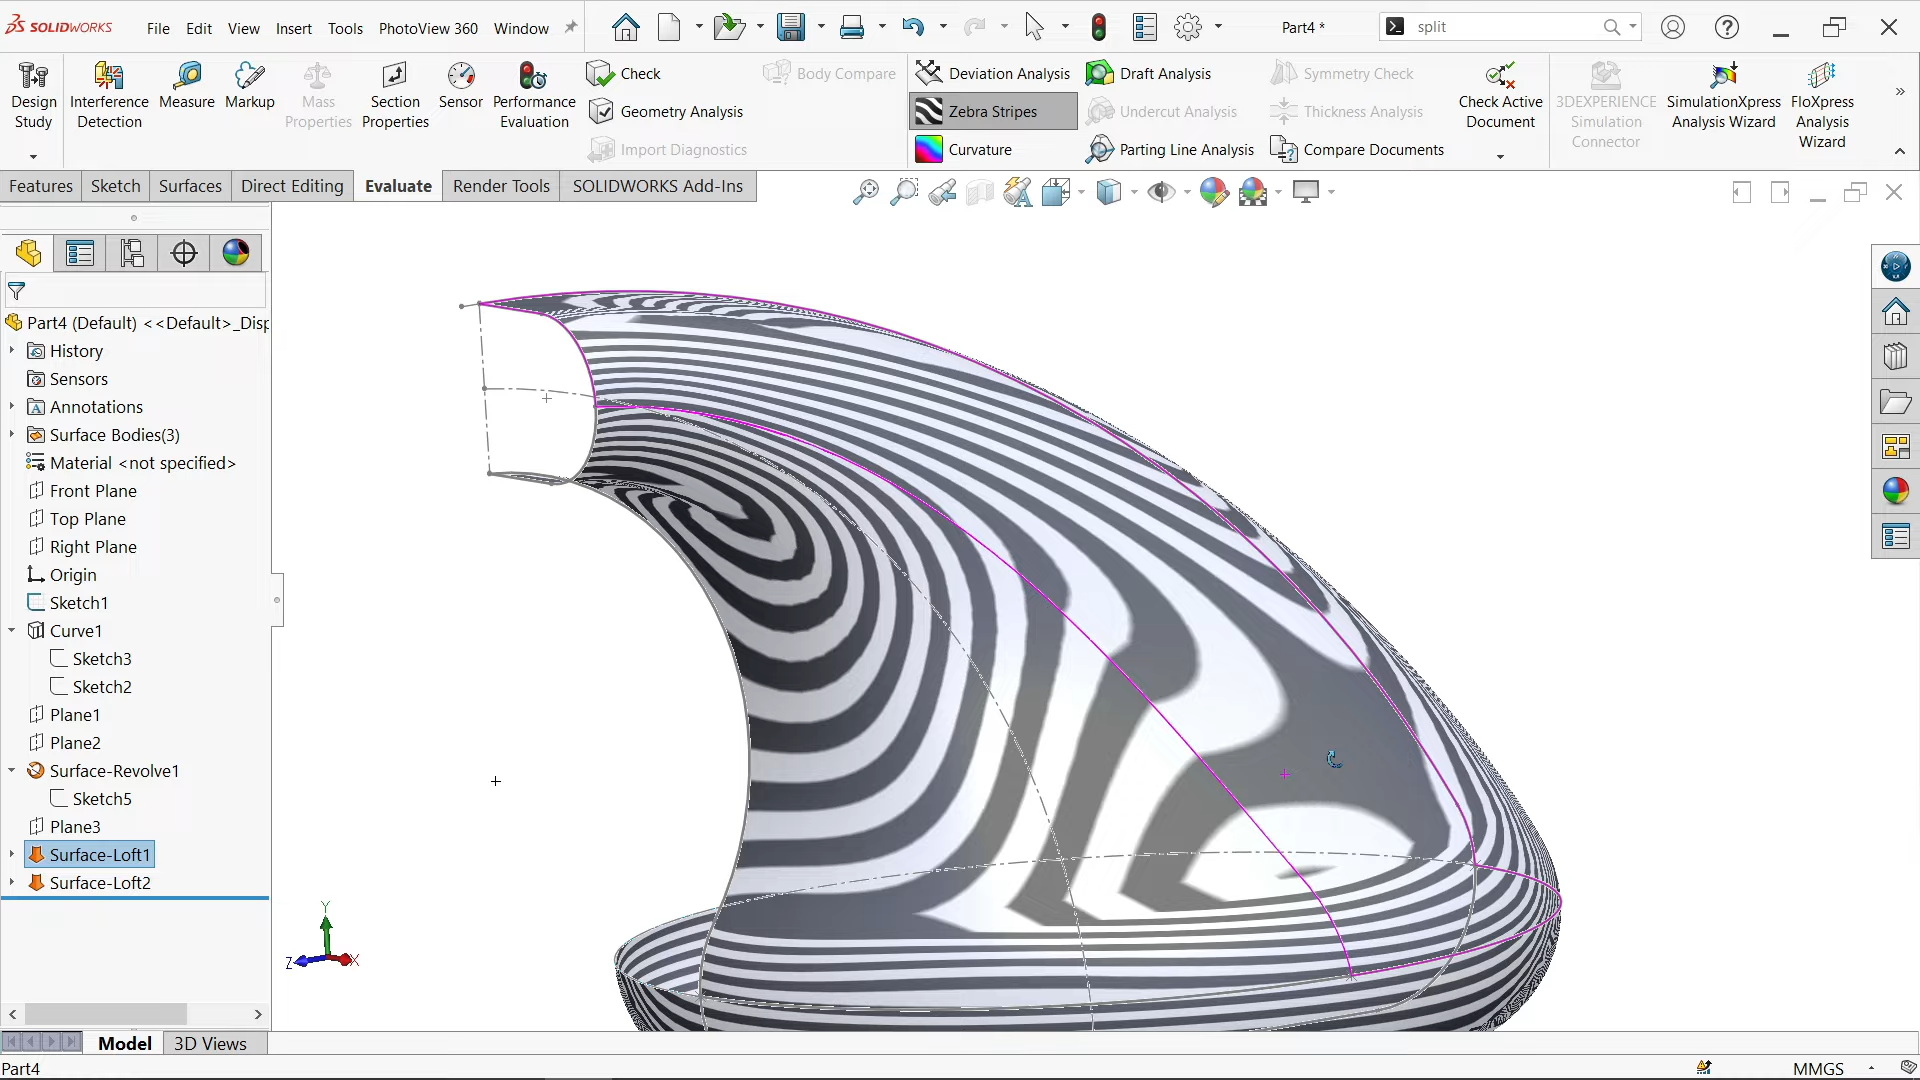 SOLIDWORKS File Edit View Insert Tools PhotoView 360 Window Part4 * split
Design Study
Interference Detection
Measure
Markup
Mass Properties
Section Properties
Sensor
Performance Evaluation
Check
Geometry Analysis
Import Diagnostics
Body Compare
Deviation Analysis
Zebra Stripes
Curvature
Draft Analysis
Undercut Analysis
Parting Line Analysis
Symmetry Check
Thickness Analysis
Compare Documents
Check Active Document
3DEXPERIENCE Simulation Connector
SimulationXpress Analysis Wizard
FloXpress Analysis Wizard
Features Sketch Surfaces Direct Editing Evaluate Render Tools SOLIDWORKS Add-Ins
Part4 (Default) <<Default>_Disp
History
Sensors
Annotations
Surface Bodies(3)
Material <not specified>
Front Plane
Top Plane
Right Plane
Origin
Sketch1
Curve1
Sketch3
Sketch2
Plane1
Plane2
Surface-Revolve1
Sketch5
Plane3
Surface-Loft1
Surface-Loft2
Y
Z X
Model 3D Views
Part4 MMGS